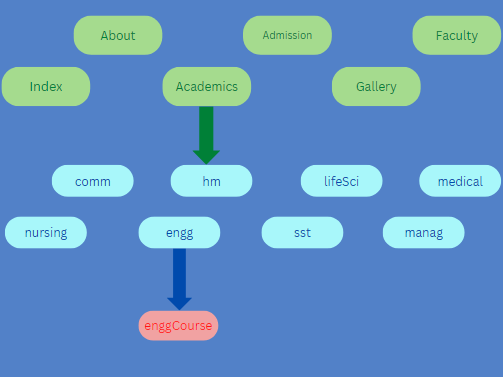 About
Admission
Faculty
Index
Academics
Gallery
comm
hm
lifeSci
medical
nursing
engg
sst
manag
enggCourse